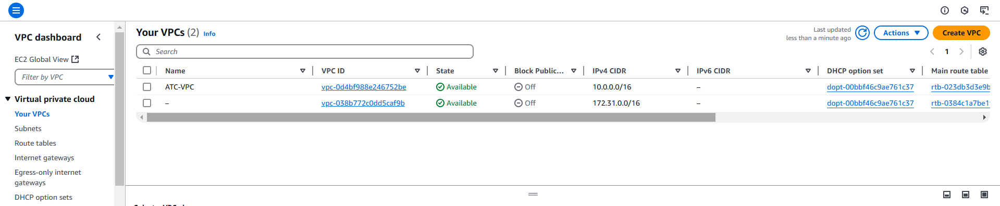 VPC dashboard
EC2 Global View
Filter by VPC
Virtual private cloud
Your VPCs
Subnets
Route tables
Internet gateways
Egress-only internet
gateways
DHCP option sets
Your VPCs (2) Info
Last updated
less than a minute ago
Actions
Create VPC
Search
1
Name VPC ID State Block Public... IPv4 CIDR IPv6 CIDR DHCP option set Main route table
ATC-VPC vpc-0d4bf988e246752be Available Off 10.0.0.0/16 – dopt-00bbf46c9ae761c37 rtb-023db3d3e9b
– vpc-038b772c0dd5caf9b Available Off 172.31.0.0/16 – dopt-00bbf46c9ae761c37 rtb-0384c1a7be1